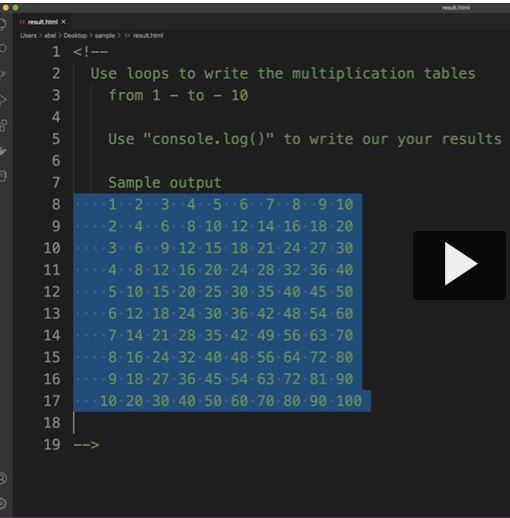 result.html
result.html
Users > abel > Desktop > sample > result.html
1 <!--
2 Use loops to write the multiplication tables
3 from 1 - to - 10
4
5 Use "console.log()" to write our your results
6
7 Sample output
8 1 2 3 4 5 6 7 8 9 10
9 2 4 6 8 10 12 14 16 18 20
10 3 6 9 12 15 18 21 24 27 30
11 4 8 12 16 20 24 28 32 36 40
12 5 10 15 20 25 30 35 40 45 50
13 6 12 18 24 30 36 42 48 54 60
14 7 14 21 28 35 42 49 56 63 70
15 8 16 24 32 40 48 56 64 72 80
16 9 18 27 36 45 54 63 72 81 90
17 10 20 30 40 50 60 70 80 90 100
18
19 -->